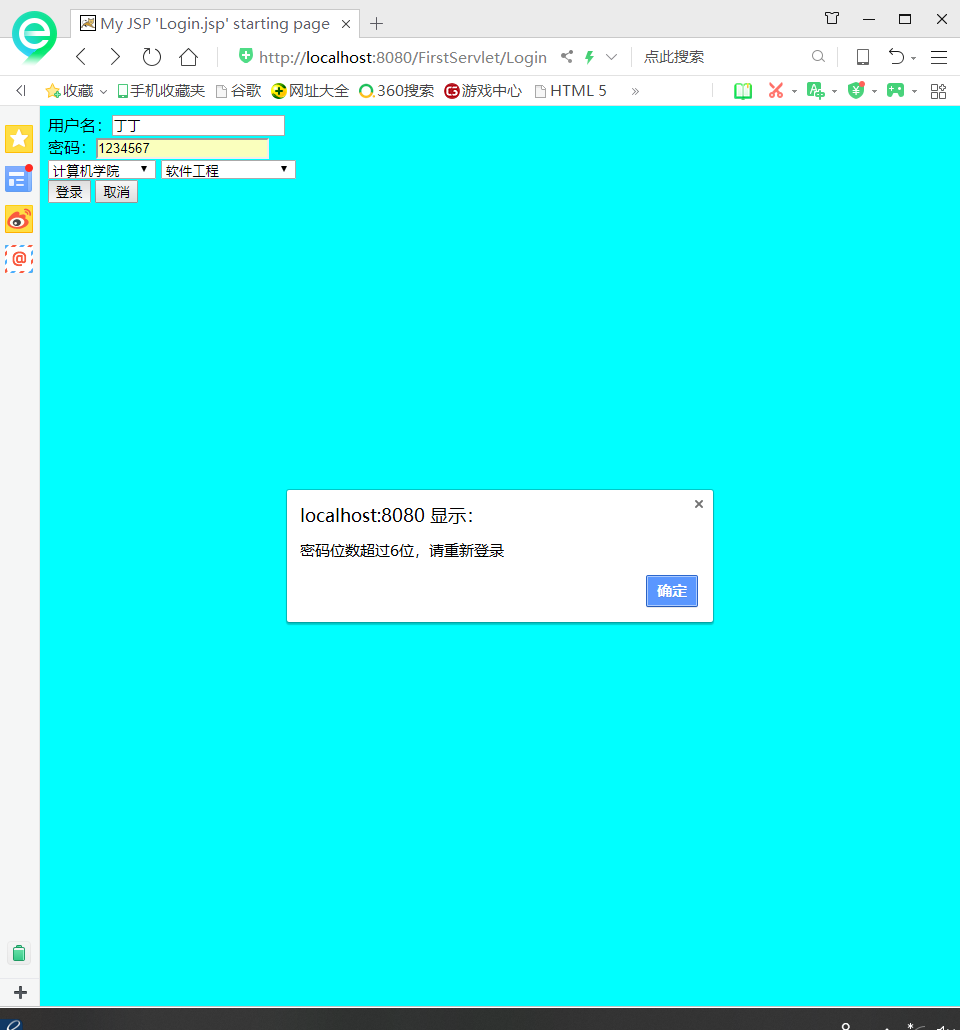 My JSP 'Login.jsp' starting page
http://localhost:8080/FirstServlet/Login
点此搜索
收藏 手机收藏夹 谷歌 网址大全 360搜索 游戏中心 HTML 5 »
用户名：丁丁
密码：1234567
计算机学院 软件工程
登录 取消
localhost:8080 显示：
密码位数超过6位，请重新登录
确定